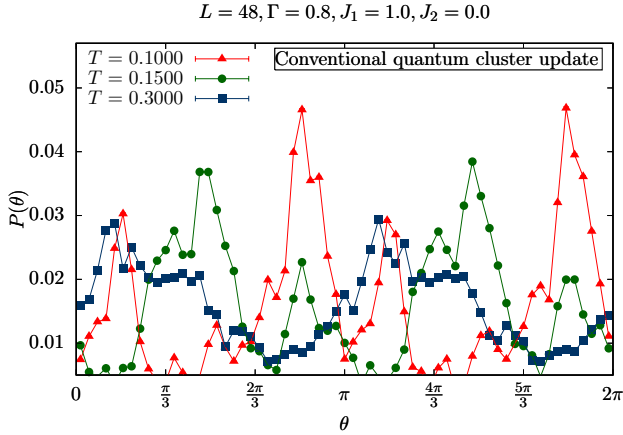 L = 48, Γ = 0.8, J₁ = 1.0, J₂ = 0.0
T = 0.1000
T = 0.1500
T = 0.3000
Conventional quantum cluster update
0.05
0.04
0.03
0.02
0.01
P(θ)
0 π/3 2π/3 π 4π/3 5π/3 2π
θ